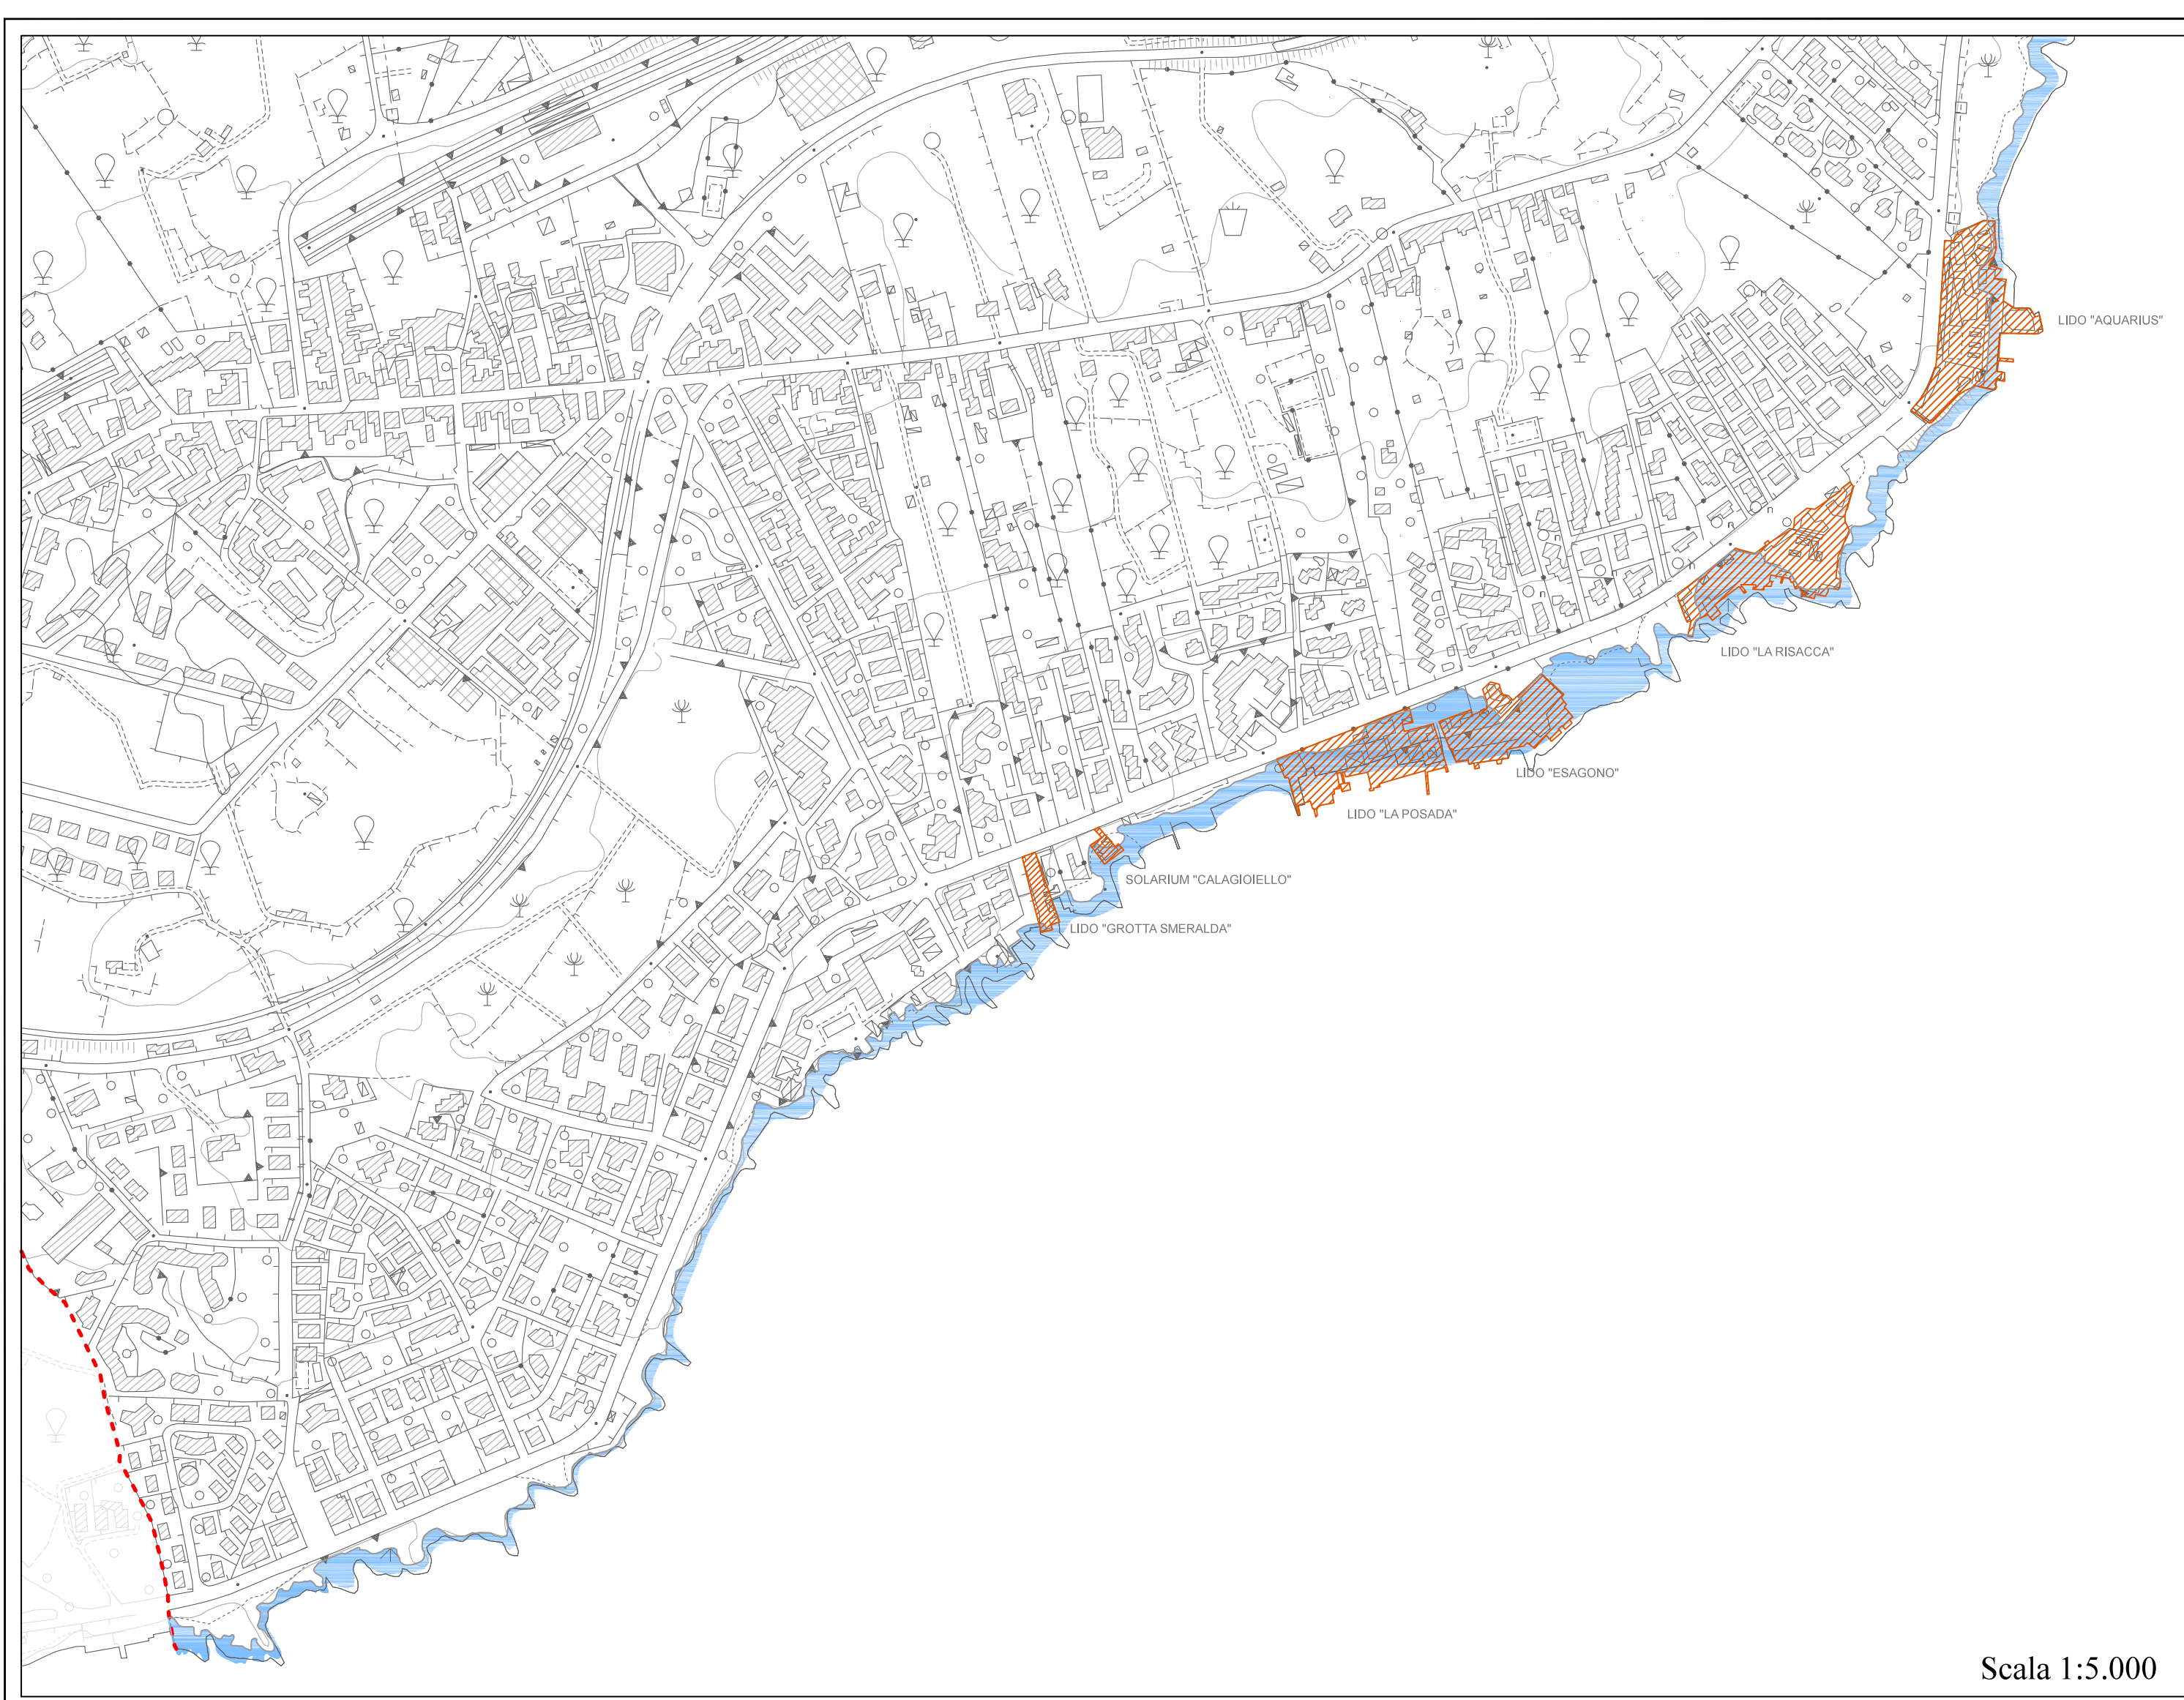 LIDO "AQUARIUS"
LIDO "LA RISACCA"
LIDO "ESAGONO"
LIDO "LA POSADA"
SOLARIUM "CALAGIOIELLO"
LIDO "GROTTA SMERALDA"
Scala 1:5.000